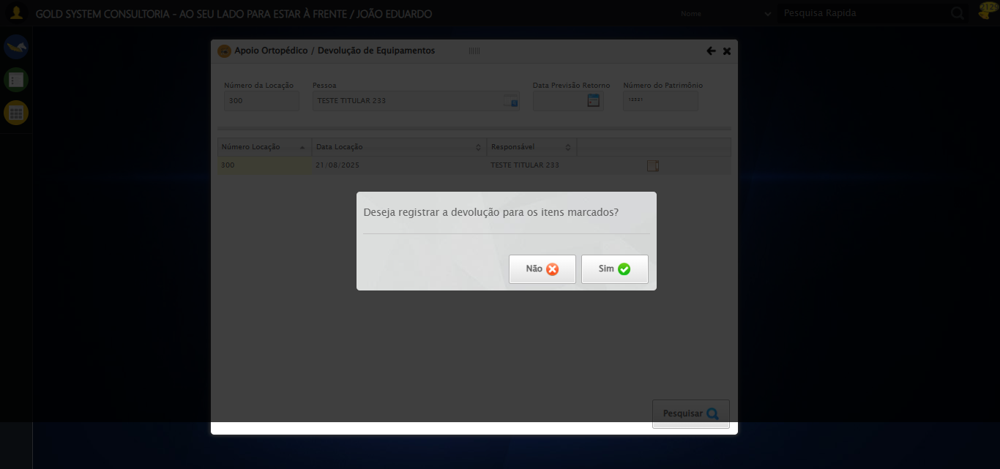 GOLD SYSTEM CONSULTORIA - AO SEU LADO PARA ESTAR À FRENTE / JOÃO EDUARDO
Nome
Pesquisa Rapida
Apoio Ortopédico / Devolução de Equipamentos
Número da Locação Pessoa Data Previsão Retorno Número do Patrimônio
300 TESTE TITULAR 233
Número Locação Data Locação Responsável
300 21/08/2025 TESTE TITULAR 233
Deseja registrar a devolução para os itens marcados?
Não Sim
Pesquisar